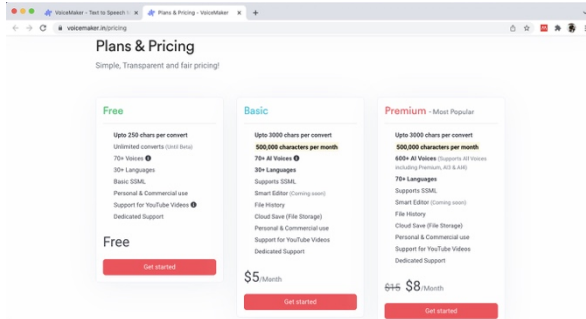 VoiceMaker - Text to Speech
Plans & Pricing - VoiceMaker
voicemaker.in/pricing
Plans & Pricing
Simple, Transparent and fair pricing!
Free
Upto 250 chars per convert
Unlimited converts (Until Beta)
70+ Voices
30+ Languages
Basic SSML
Personal & Commercial use
Support for YouTube Videos
Dedicated Support
Free
Get started
Basic
Upto 3000 chars per convert
500,000 characters per month
70+ AI Voices
30+ Languages
Supports SSML
Smart Editor (Coming soon)
File History
Cloud Save (File Storage)
Personal & Commercial use
Support for YouTube Videos
Dedicated Support
$5/Month
Get started
Premium - Most Popular
Upto 3000 chars per convert
500,000 characters per month
600+ AI Voices (Supports All Voices
including Premium, AI3 & AI4)
70+ Languages
Supports SSML
Smart Editor (Coming soon)
File History
Cloud Save (File Storage)
Personal & Commercial use
Support for YouTube Videos
Dedicated Support
$15 $8/Month
Get started